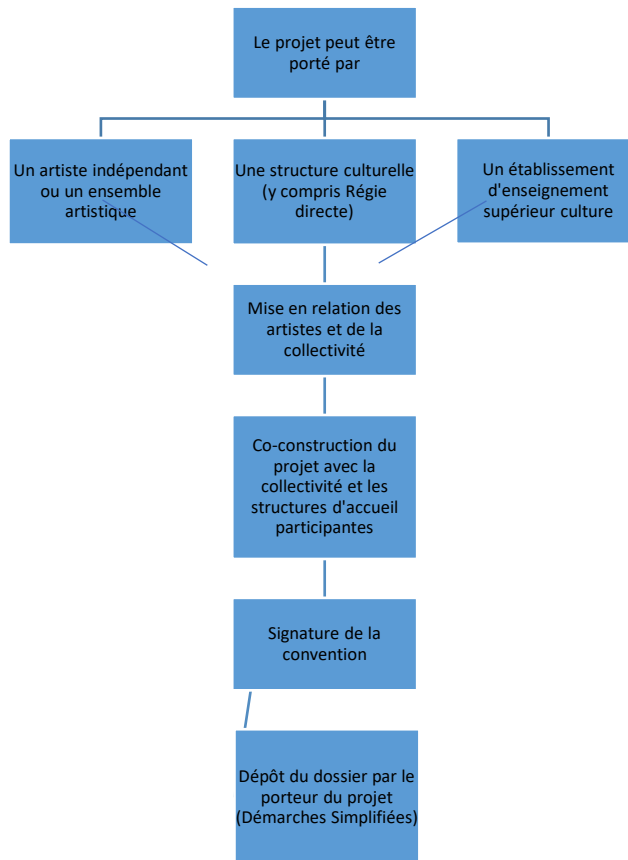 Le projet peut être
porté par
Un artiste indépendant
ou un ensemble
artistique
Une structure culturelle
(y compris Régie
directe)
Un établissement
d'enseignement
supérieur culture
Mise en relation des
artistes et de la
collectivité
Co-construction du
projet avec la
collectivité et les
structures d'accueil
participantes
Signature de la
convention
Dépôt du dossier par le
porteur du projet
(Démarches Simplifiées)